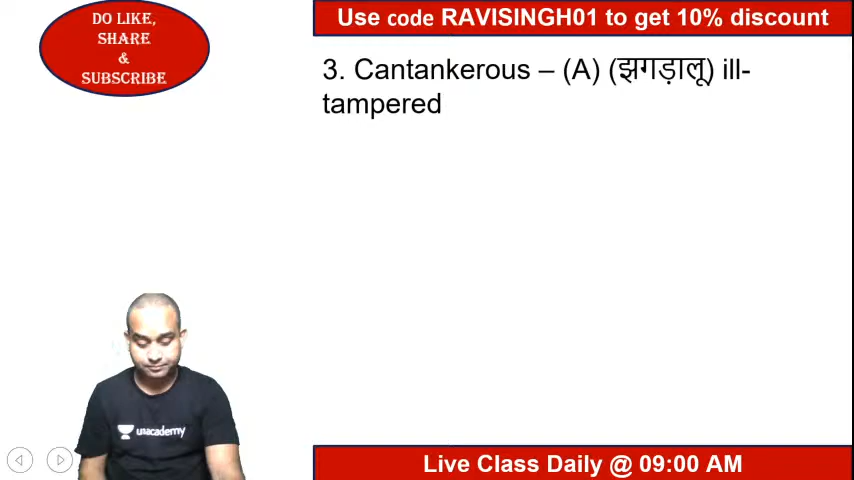 DO LIKE,
SHARE
&
SUBSCRIBE
Use code RAVISINGH01 to get 10% discount
3. Cantankerous – (A) (झगड़ालू) ill-
tampered
unacademy
Live Class Daily @ 09:00 AM